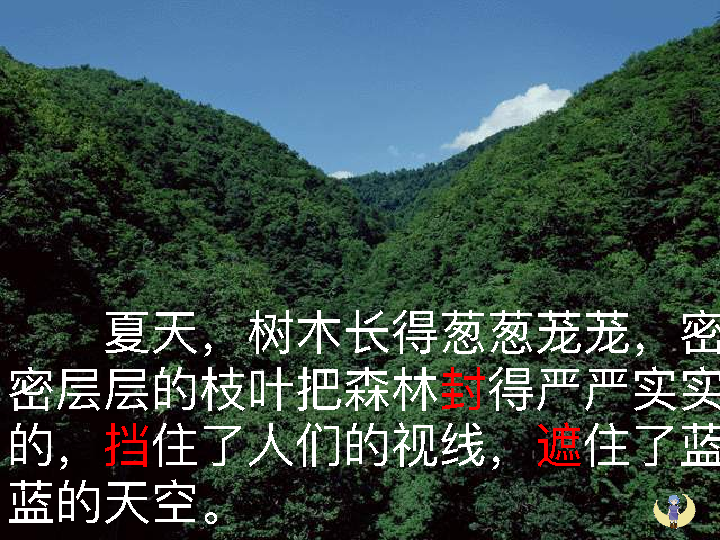 夏天，树木长得葱葱茏茏，密
密层层的枝叶把森林封得严严实实
的，挡住了人们的视线，遮住了蓝
蓝的天空。